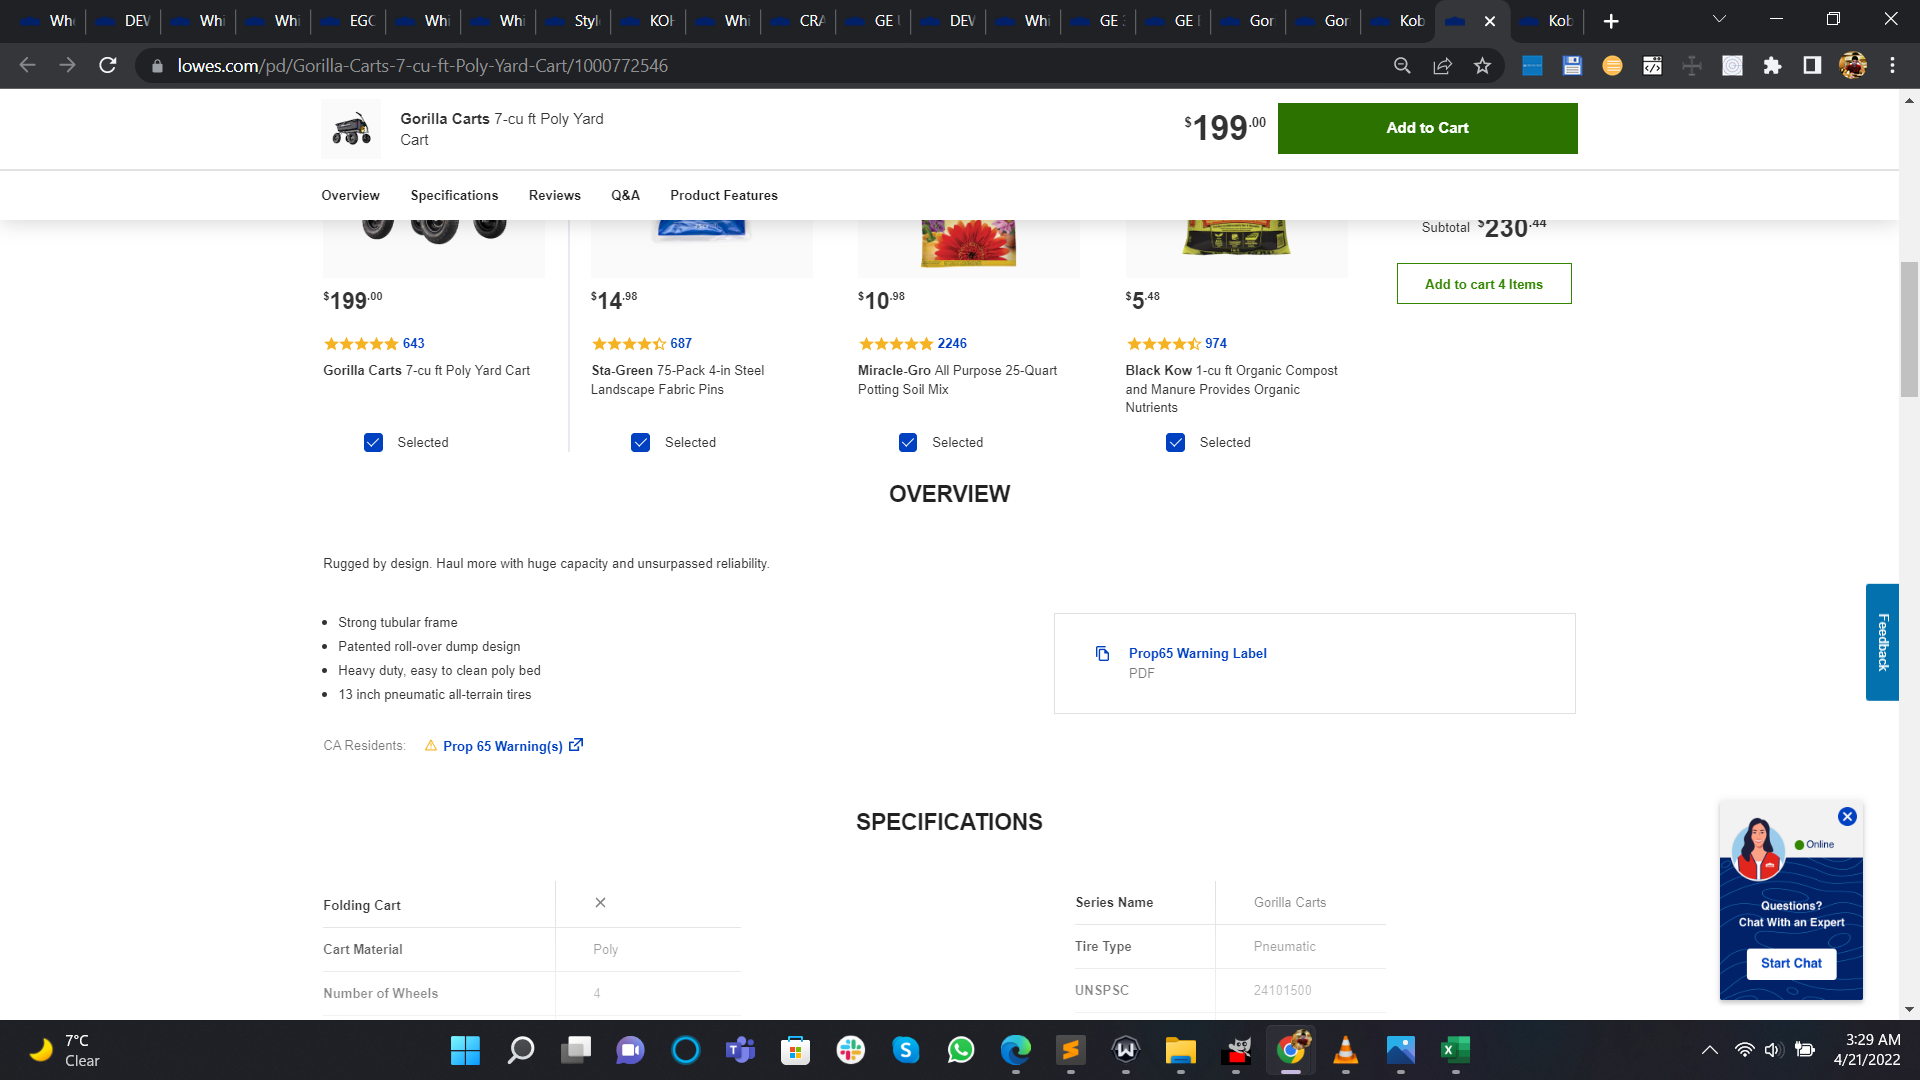 Whe
DEV
Whi
Whi
EGO
Whi
Whi
Style
KOH
Whi
CRA
GE
DEV
Whi
GE
GE
Gor
Gor
Kob
Kob
lowes.com/pd/Gorilla-Carts-7-cu-ft-Poly-Yard-Cart/1000772546
Gorilla Carts 7-cu ft Poly Yard
Cart
$199.00
Add to Cart
Overview
Specifications
Reviews
Q&A
Product Features
Subtotal $230.44
Add to cart 4 Items
$199.00
$14.98
$10.98
$5.48
643
687
2246
974
Gorilla Carts 7-cu ft Poly Yard Cart
Sta-Green 75-Pack 4-in Steel
Landscape Fabric Pins
Miracle-Gro All Purpose 25-Quart
Potting Soil Mix
Black Kow 1-cu ft Organic Compost
and Manure Provides Organic
Nutrients
Selected
Selected
Selected
Selected
OVERVIEW
Rugged by design. Haul more with huge capacity and unsurpassed reliability.
Strong tubular frame
Patented roll-over dump design
Heavy duty, easy to clean poly bed
13 inch pneumatic all-terrain tires
Prop65 Warning Label
PDF
CA Residents: Prop 65 Warning(s)
Feedback
SPECIFICATIONS
Folding Cart
Cart Material Poly
Number of Wheels 4
Series Name Gorilla Carts
Tire Type Pneumatic
UNSPSC 24101500
Online
Questions?
Chat With an Expert
Start Chat
7°C
Clear
3:29 AM
4/21/2022